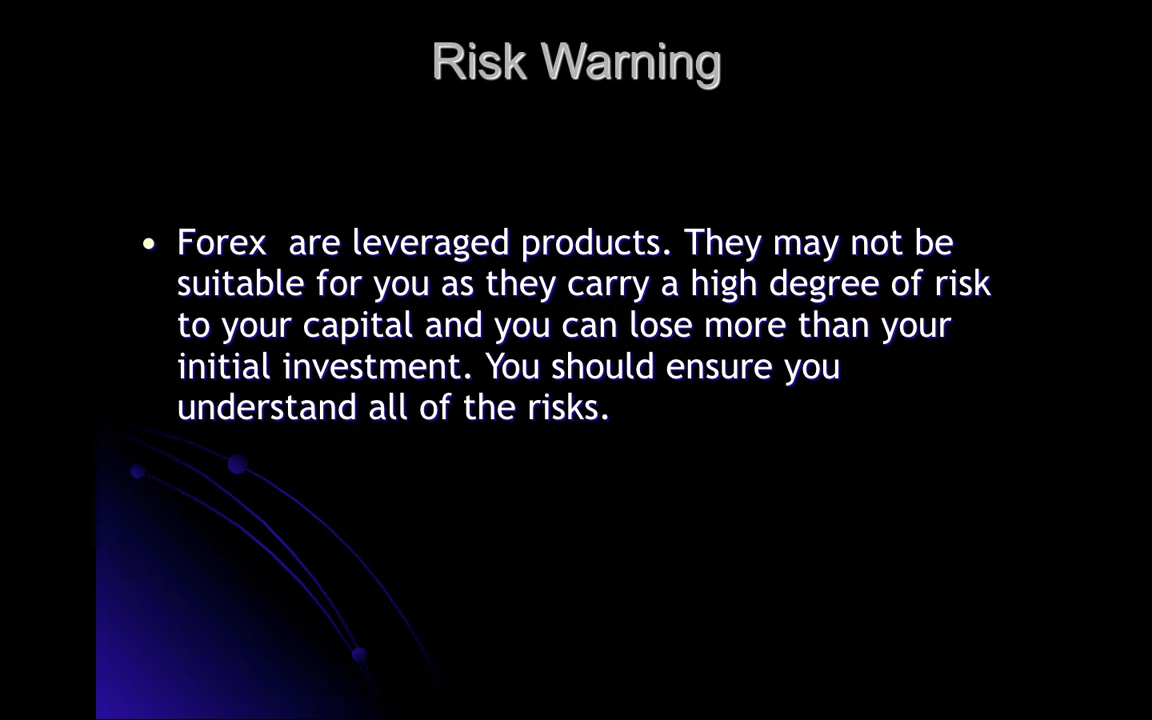 Risk Warning
• Forex  are leveraged products. They may not be
suitable for you as they carry a high degree of risk
to your capital and you can lose more than your
initial investment. You should ensure you
understand all of the risks.